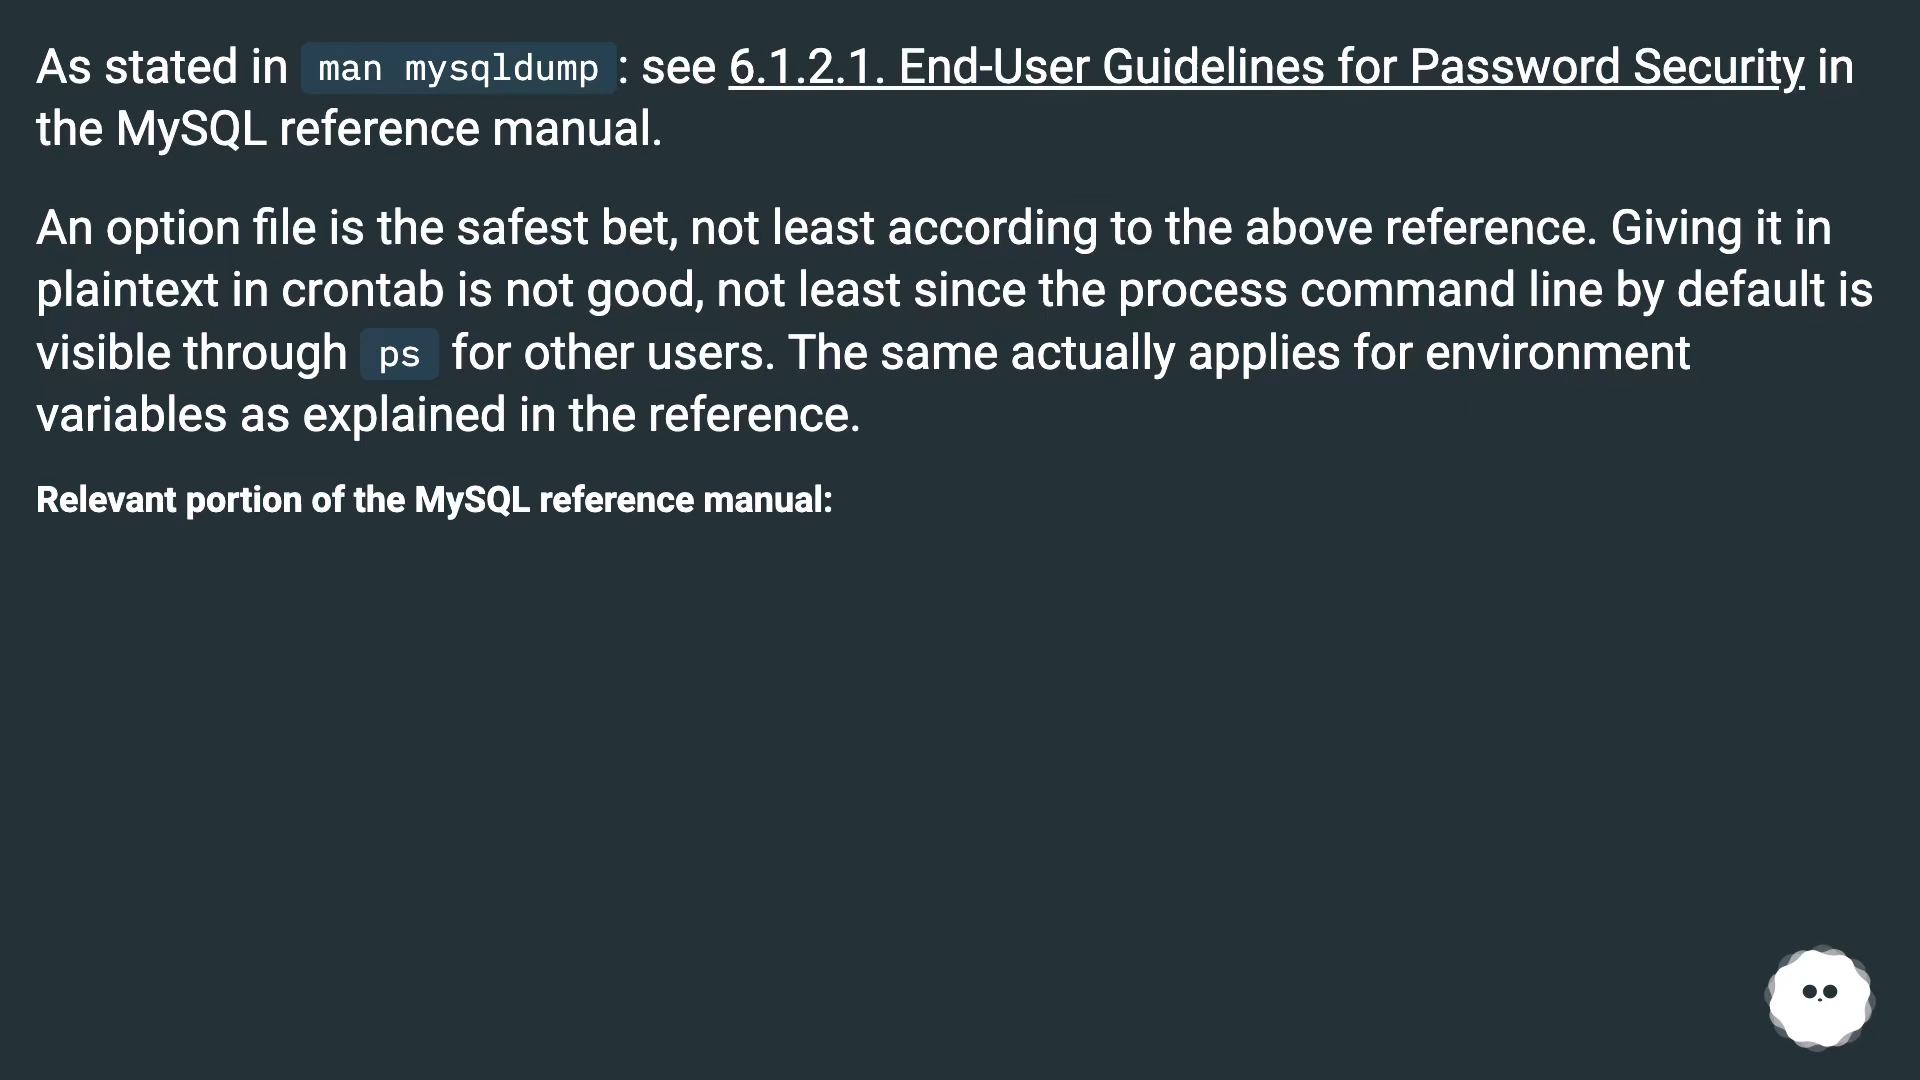 As stated in man mysqldump: see 6.1.2.1. End-User Guidelines for Password Security in
the MySQL reference manual.
An option file is the safest bet, not least according to the above reference. Giving it in
plaintext in crontab is not good, not least since the process command line by default is
visible through ps for other users. The same actually applies for environment
variables as explained in the reference.
Relevant portion of the MySQL reference manual: